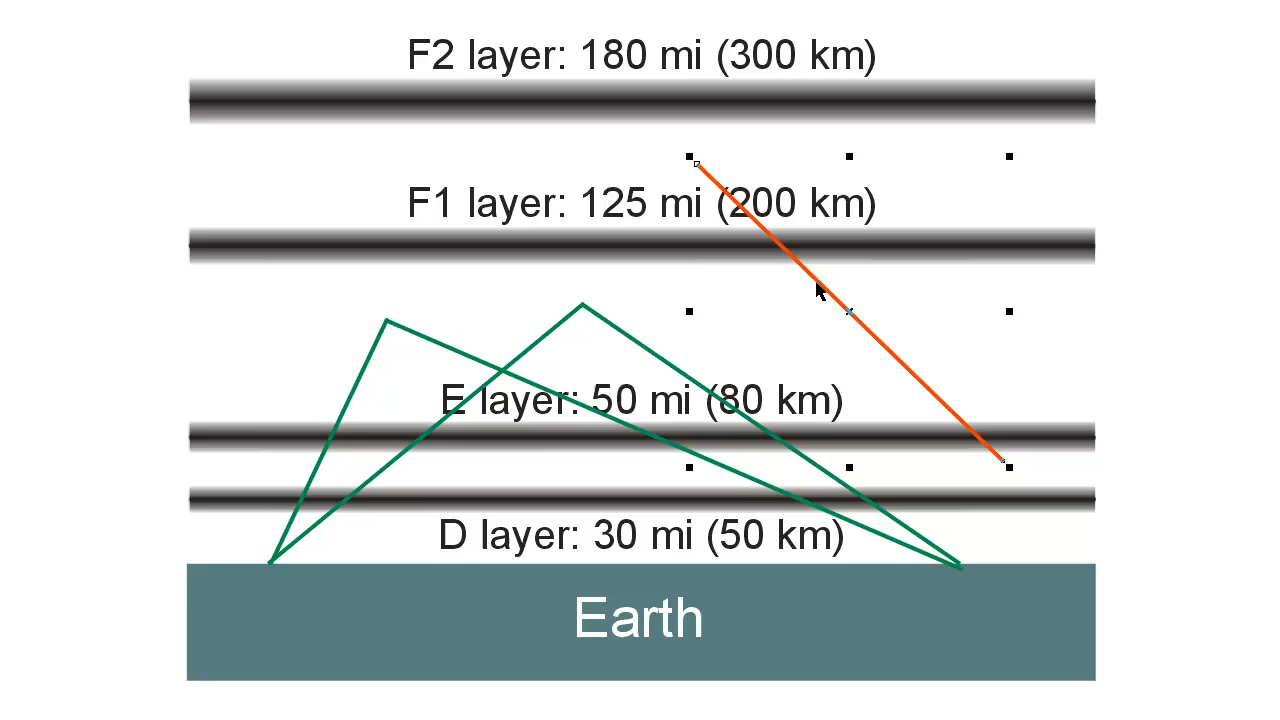 F2 layer: 180 mi (300 km)
F1 layer: 125 mi (200 km)
E layer: 50 mi (80 km)
D layer: 30 mi (50 km)
Earth